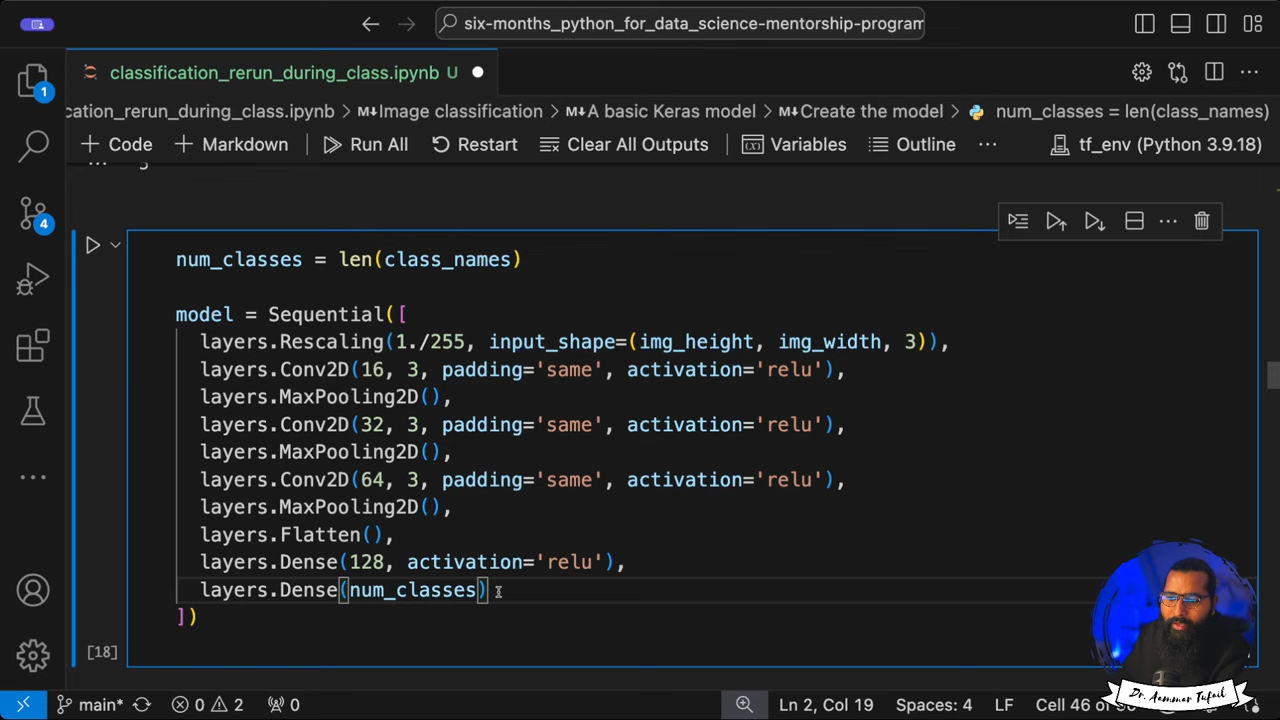 six-months_python_for_data_science-mentorship-program
classification_rerun_during_class.ipynb U
cation_rerun_during_class.ipynb > M↓Image classification > M↓A basic Keras model > M↓Create the model > num_classes = len(class_names)
+ Code + Markdown Run All Restart Clear All Outputs Variables Outline ... tf_env (Python 3.9.18)
1
4
num_classes = len(class_names)
model = Sequential([
layers.Rescaling(1./255, input_shape=(img_height, img_width, 3)),
layers.Conv2D(16, 3, padding='same', activation='relu'),
layers.MaxPooling2D(),
layers.Conv2D(32, 3, padding='same', activation='relu'),
layers.MaxPooling2D(),
layers.Conv2D(64, 3, padding='same', activation='relu'),
layers.MaxPooling2D(),
layers.Flatten(),
layers.Dense(128, activation='relu'),
layers.Dense(num_classes)
])
[18]
Dr. Aammar Tufail
main* 0 2 0 Ln 2, Col 19 Spaces: 4 LF Cell 46 of